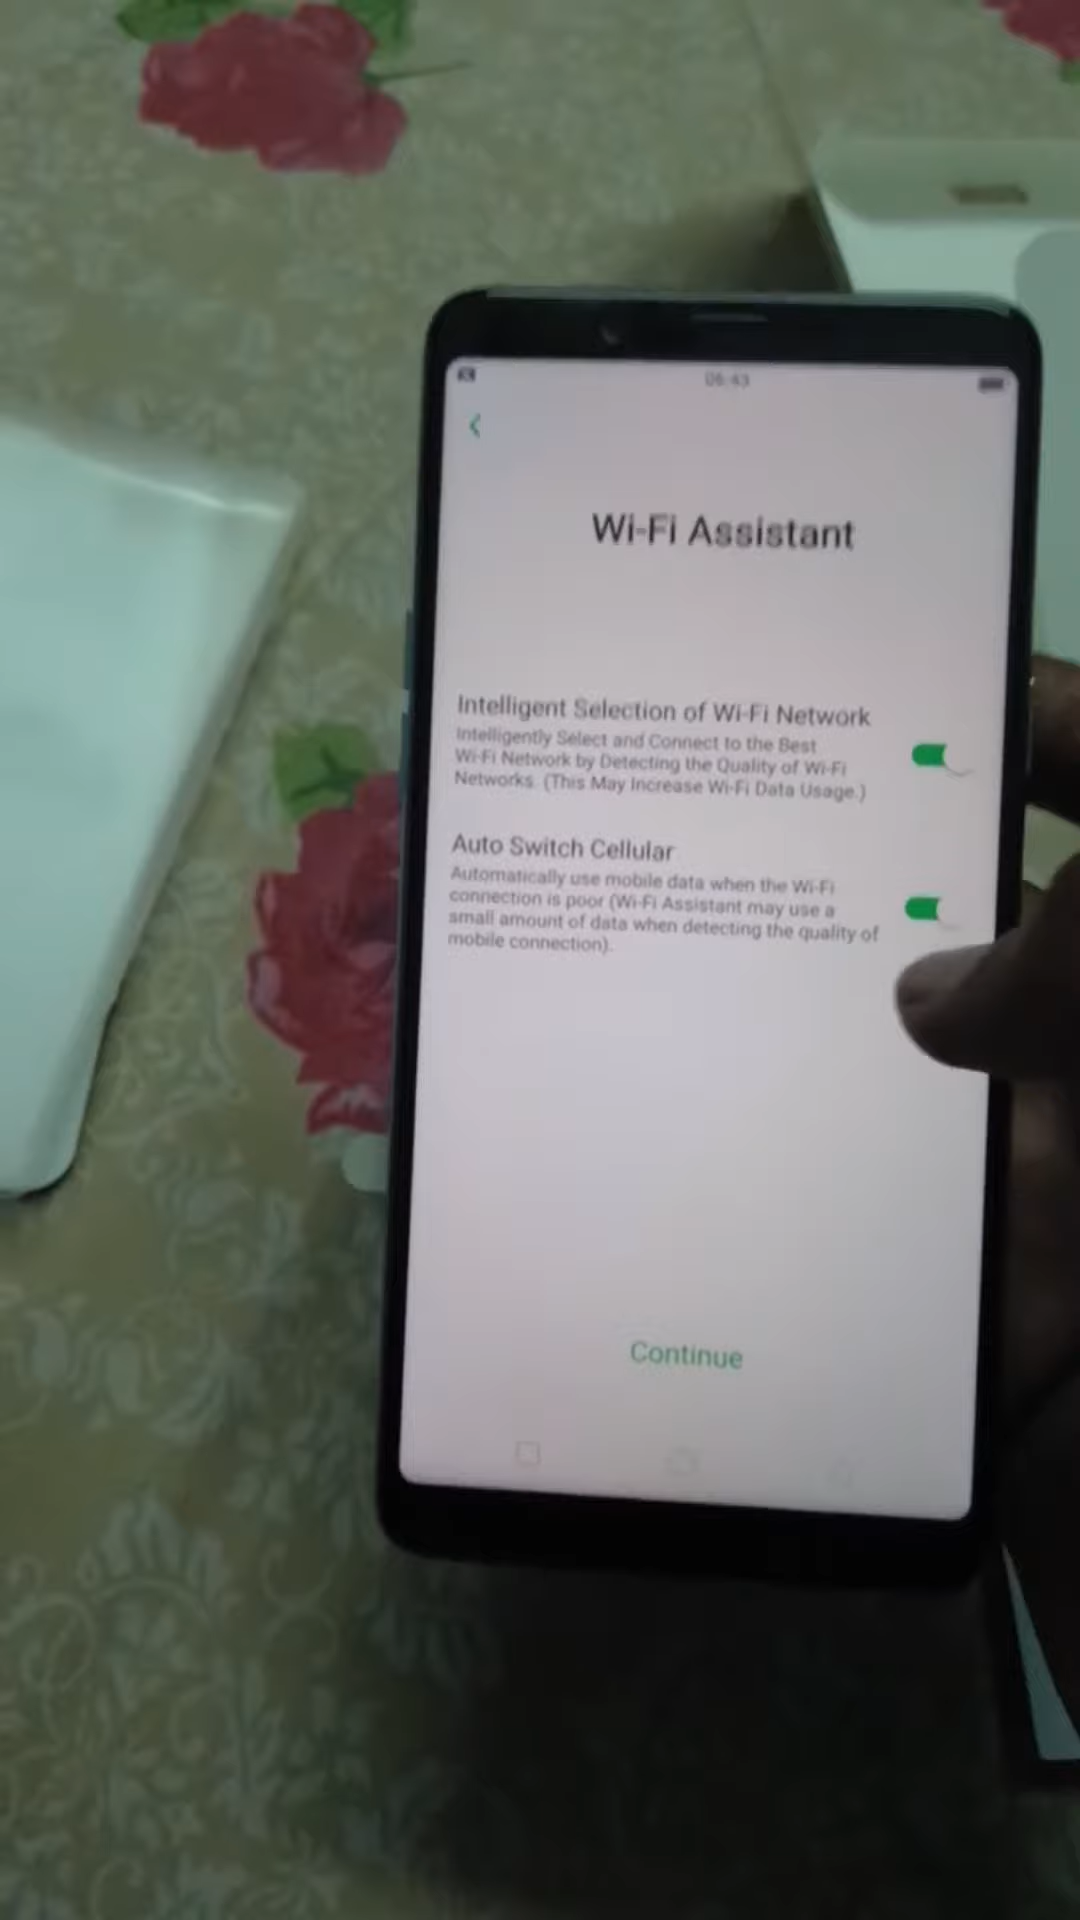 06:43
Wi-Fi Assistant
Intelligent Selection of Wi-Fi Network
Intelligently Select and Connect to the Best
Wi-Fi Network by Detecting the Quality of Wi-Fi
Networks. (This May Increase Wi-Fi Data Usage.)
Auto Switch Cellular
Automatically use mobile data when the Wi-Fi
connection is poor (Wi-Fi Assistant may use a
small amount of data when detecting the quality of
mobile connection).
Continue